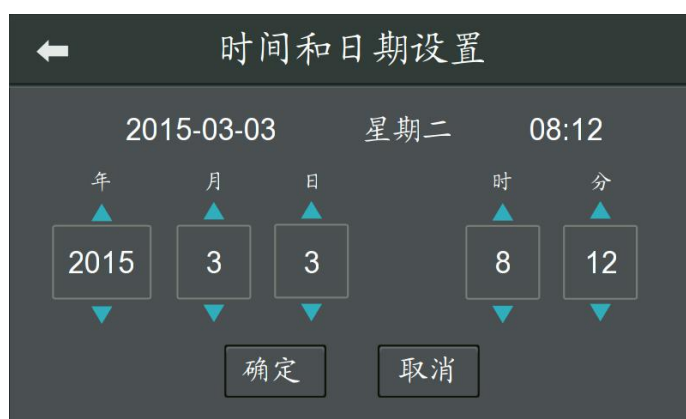 时间和日期设置
2015-03-03 星期二 08:12
年 月 日 时 分
2015 3 3 8 12
确定 取消